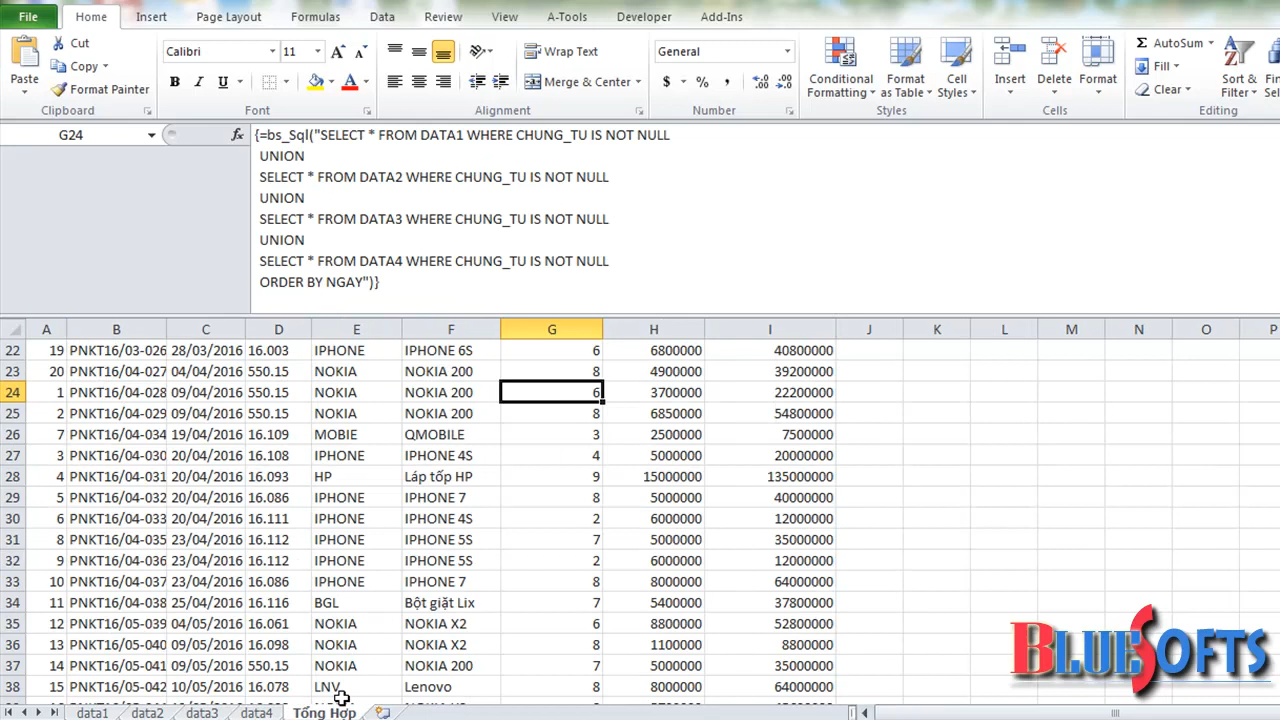 File Home Insert Page Layout Formulas Data Review View A-Tools Developer Add-Ins
Paste
Cut
Copy
Format Painter
Clipboard
Calibri 11 A A
B I U A
Font
Wrap Text
Merge & Center
Alignment
General
$ % ,
Number
Conditional Formatting
Format as Table
Cell Styles
Styles
Insert
Delete
Format
Cells
Σ AutoSum
Fill
Clear
Sort & Filter
Editing
G24
fx
{=bs_Sql("SELECT * FROM DATA1 WHERE CHUNG_TU IS NOT NULL
UNION
SELECT * FROM DATA2 WHERE CHUNG_TU IS NOT NULL
UNION
SELECT * FROM DATA3 WHERE CHUNG_TU IS NOT NULL
UNION
SELECT * FROM DATA4 WHERE CHUNG_TU IS NOT NULL
ORDER BY NGAY")}
A B C D E F G H I J K L M N O P
22 19 PNKT16/03-026 28/03/2016 16.003 IPHONE IPHONE 6S 6 6800000 40800000
23 20 PNKT16/04-027 04/04/2016 550.15 NOKIA NOKIA 200 8 4900000 39200000
24 1 PNKT16/04-028 09/04/2016 550.15 NOKIA NOKIA 200 6 3700000 22200000
25 2 PNKT16/04-029 09/04/2016 550.15 NOKIA NOKIA 200 8 6850000 54800000
26 7 PNKT16/04-034 19/04/2016 16.109 MOBIE QMOBILE 3 2500000 7500000
27 3 PNKT16/04-030 20/04/2016 16.108 IPHONE IPHONE 4S 4 5000000 20000000
28 4 PNKT16/04-031 20/04/2016 16.093 HP Láp tốp HP 9 15000000 135000000
29 5 PNKT16/04-032 20/04/2016 16.086 IPHONE IPHONE 7 8 5000000 40000000
30 6 PNKT16/04-033 20/04/2016 16.111 IPHONE IPHONE 4S 2 6000000 12000000
31 8 PNKT16/04-035 23/04/2016 16.112 IPHONE IPHONE 5S 7 5000000 35000000
32 9 PNKT16/04-036 23/04/2016 16.112 IPHONE IPHONE 5S 2 6000000 12000000
33 10 PNKT16/04-037 23/04/2016 16.086 IPHONE IPHONE 7 8 8000000 64000000
34 11 PNKT16/04-038 25/04/2016 16.116 BGL Bột giặt Lix 7 5400000 37800000
35 12 PNKT16/05-039 04/05/2016 16.061 NOKIA NOKIA X2 6 8800000 52800000
36 13 PNKT16/05-040 09/05/2016 16.098 NOKIA NOKIA X2 8 1100000 8800000
37 14 PNKT16/05-041 09/05/2016 550.15 NOKIA NOKIA 200 7 5000000 35000000
38 15 PNKT16/05-042 10/05/2016 16.078 LNV Lenovo 8 8000000 64000000
BLUESOFTS
data1 data2 data3 data4 Tổng Hợp